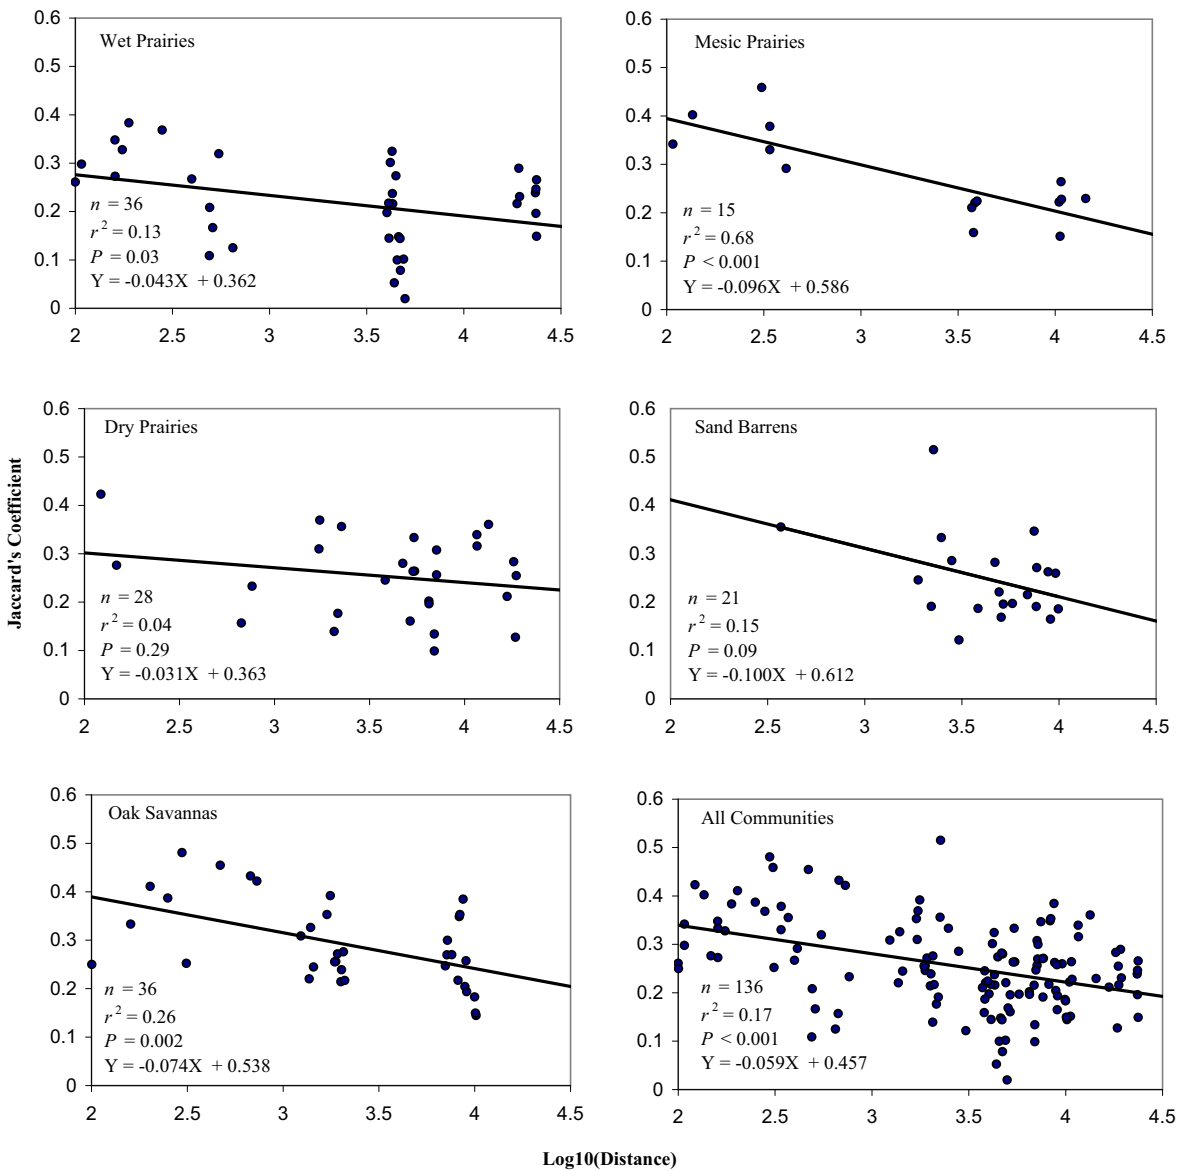 Wet Prairies
0.6
0.5
0.4
0.3
0.2
0.1
0
n = 36
r² = 0.13
P = 0.03
Y = -0.043X + 0.362
2 2.5 3 3.5 4 4.5
Mesic Prairies
0.6
0.5
0.4
0.3
0.2
0.1
0
n = 15
r² = 0.68
P < 0.001
Y = -0.096X + 0.586
2 2.5 3 3.5 4 4.5
Jaccard's Coefficient
Dry Prairies
0.6
0.5
0.4
0.3
0.2
0.1
0
n = 28
r² = 0.04
P = 0.29
Y = -0.031X + 0.363
2 2.5 3 3.5 4 4.5
Sand Barrens
0.6
0.5
0.4
0.3
0.2
0.1
0
n = 21
r² = 0.15
P = 0.09
Y = -0.100X + 0.612
2 2.5 3 3.5 4 4.5
Oak Savannas
0.6
0.5
0.4
0.3
0.2
0.1
0
n = 36
r² = 0.26
P = 0.002
Y = -0.074X + 0.538
2 2.5 3 3.5 4 4.5
All Communities
0.6
0.5
0.4
0.3
0.2
0.1
0
n = 136
r² = 0.17
P < 0.001
Y = -0.059X + 0.457
2 2.5 3 3.5 4 4.5
Log10(Distance)